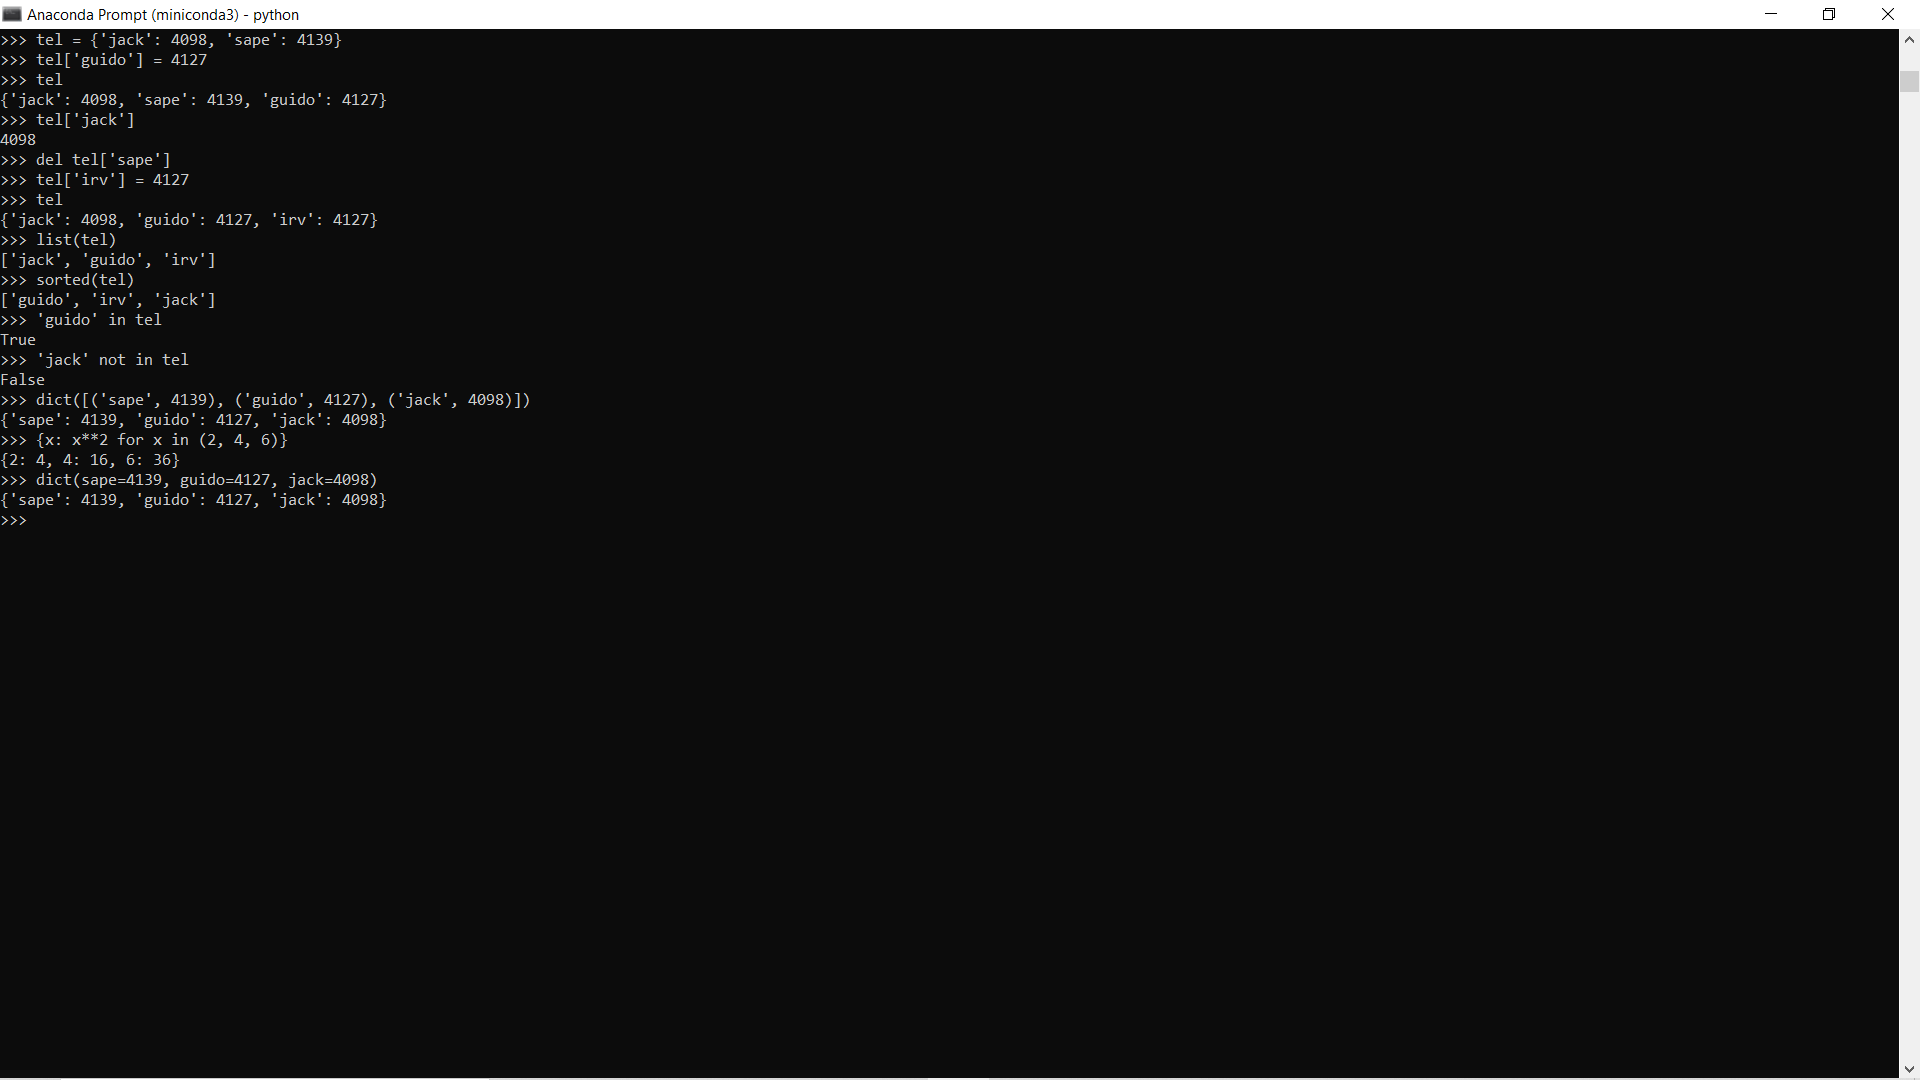 Anaconda Prompt (miniconda3) - python
>>> tel = {'jack': 4098, 'sape': 4139}
>>> tel['guido'] = 4127
>>> tel
{'jack': 4098, 'sape': 4139, 'guido': 4127}
>>> tel['jack']
4098
>>> del tel['sape']
>>> tel['irv'] = 4127
>>> tel
{'jack': 4098, 'guido': 4127, 'irv': 4127}
>>> list(tel)
['jack', 'guido', 'irv']
>>> sorted(tel)
['guido', 'irv', 'jack']
>>> 'guido' in tel
True
>>> 'jack' not in tel
False
>>> dict([('sape', 4139), ('guido', 4127), ('jack', 4098)])
{'sape': 4139, 'guido': 4127, 'jack': 4098}
>>> {x: x**2 for x in (2, 4, 6)}
{2: 4, 4: 16, 6: 36}
>>> dict(sape=4139, guido=4127, jack=4098)
{'sape': 4139, 'guido': 4127, 'jack': 4098}
>>>